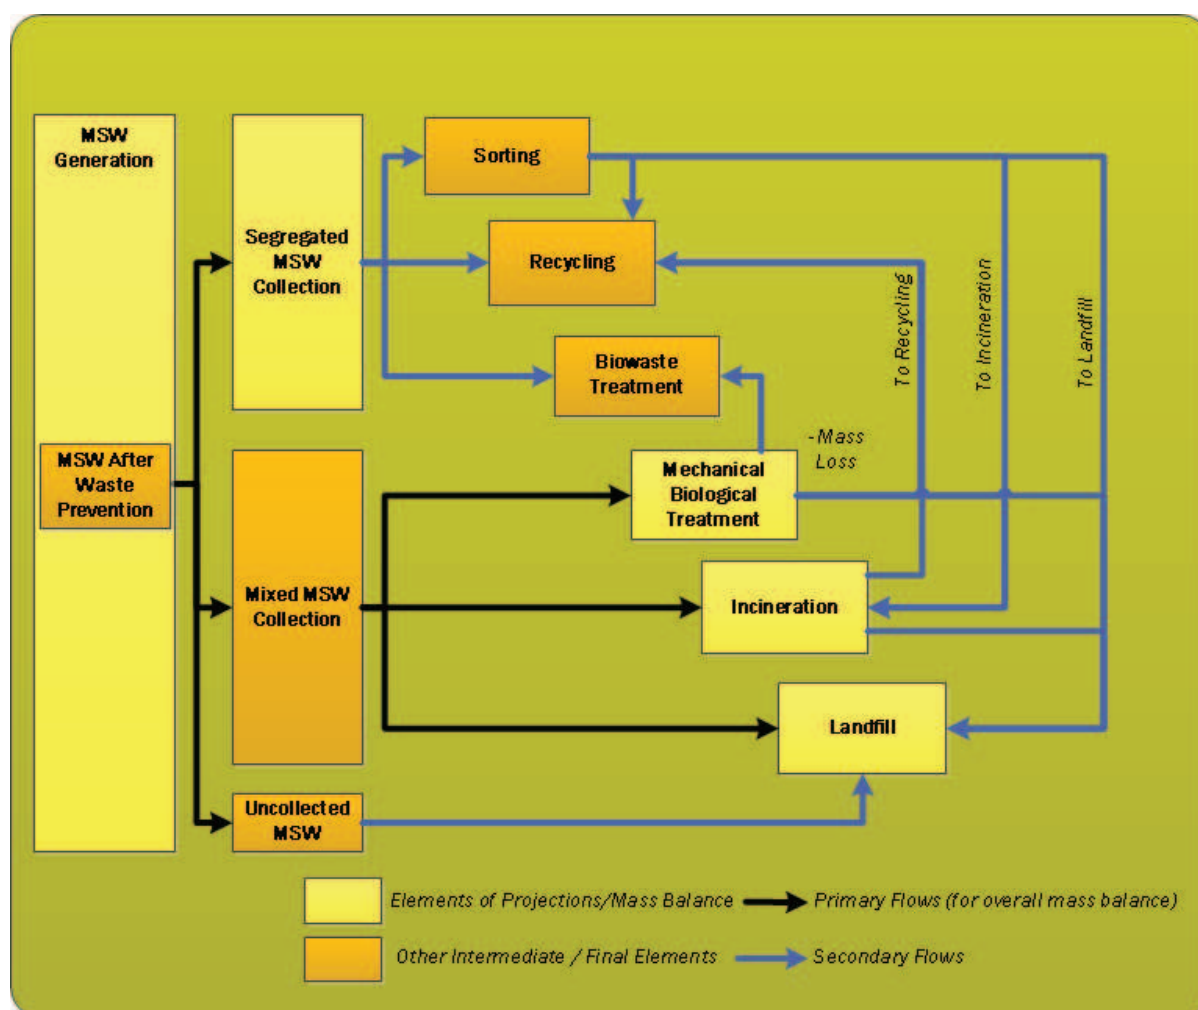 MSW
Generation
MSW After
Waste
Prevention
Segregated
MSW
Collection
Mixed MSW
Collection
Uncollected
MSW
Sorting
Recycling
Biowaste
Treatment
- Mass
Loss
Mechanical
Biological
Treatment
Incineration
Landfill
To Recycling
To Incineration
To Landfill
Elements of Projections/Mass Balance
Primary Flows (for overall mass balance)
Other Intermediate / Final Elements
Secondary Flows